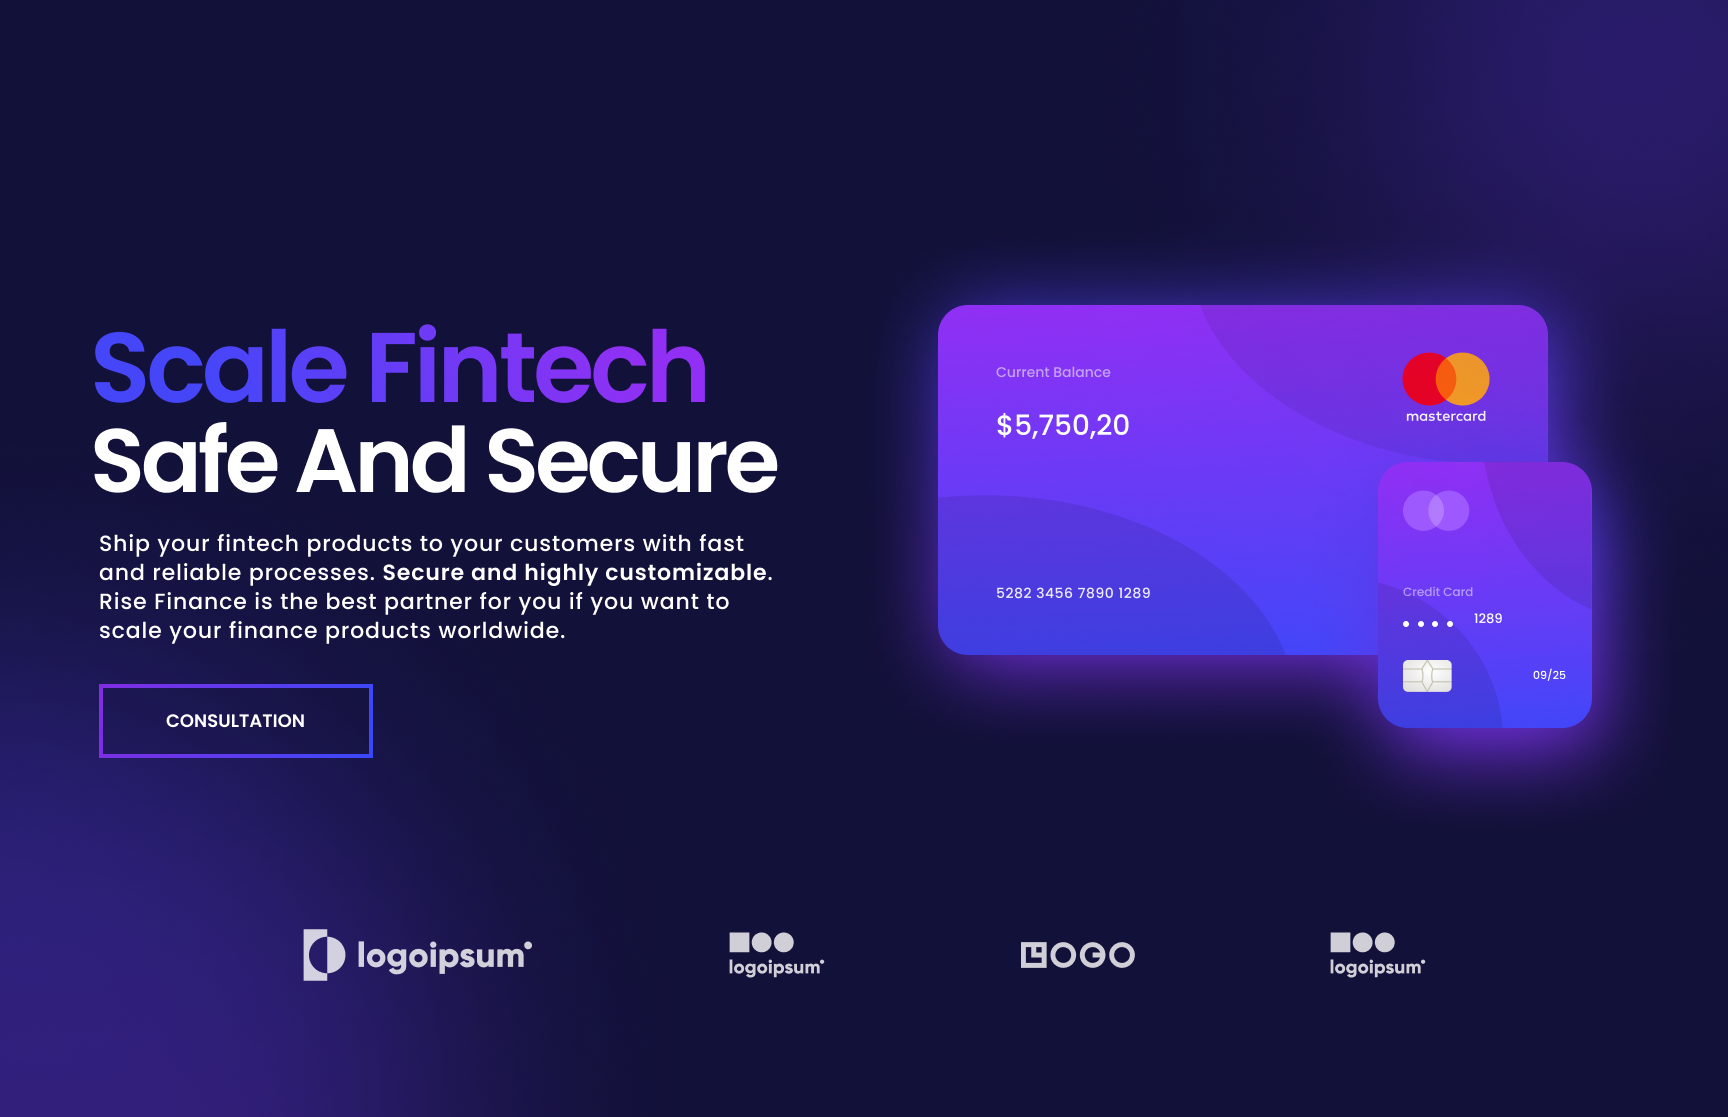 Scale Fintech
Safe And Secure
Ship your fintech products to your customers with fast
and reliable processes. Secure and highly customizable.
Rise Finance is the best partner for you if you want to
scale your finance products worldwide.
CONSULTATION
Current Balance
$5,750,20
mastercard
5282 3456 7890 1289
Credit Card
•••• 1289
09/25
logoipsum
logoipsum
LOGO
logoipsum